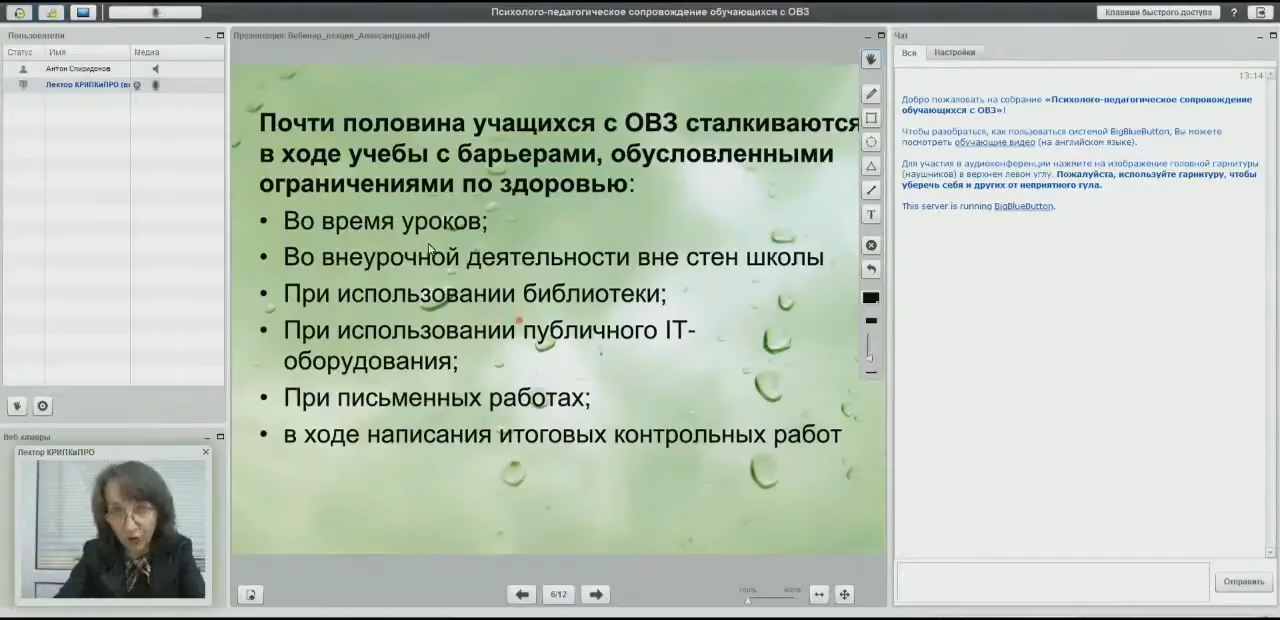 Психолого-педагогическое сопровождение обучающихся с ОВЗ
Клавиши быстрого доступа
?
Пользователи
Статус Имя Медиа
Антон Спиридонов
Лектор КРИПКиПРО (вы
Презентация: Вебинар_лекция_Александрова.pdf
Почти половина учащихся с ОВЗ сталкиваются
в ходе учебы с барьерами, обусловленными
ограничениями по здоровью:
• Во время уроков;
• Во внеурочной деятельности вне стен школы
• При использовании библиотеки;
• При использовании публичного IT-
оборудования;
• При письменных работах;
• в ходе написания итоговых контрольных работ
6/12
100% 400%
T
Веб-камеры
Лектор КРИПКиПРО
Чат
Все Настройки
13:14
Добро пожаловать на собрание «Психолого-педагогическое сопровождение
обучающихся с ОВЗ»!
Чтобы разобраться, как пользоваться системой BigBlueButton, Вы можете
посмотреть обучающие видео (на английском языке).
Для участия в аудиоконференции нажмите на изображение головной гарнитуры
(наушников) в верхнем левом углу. Пожалуйста, используйте гарнитуру, чтобы
уберечь себя и других от неприятного гула.
This server is running BigBlueButton.
Отправить